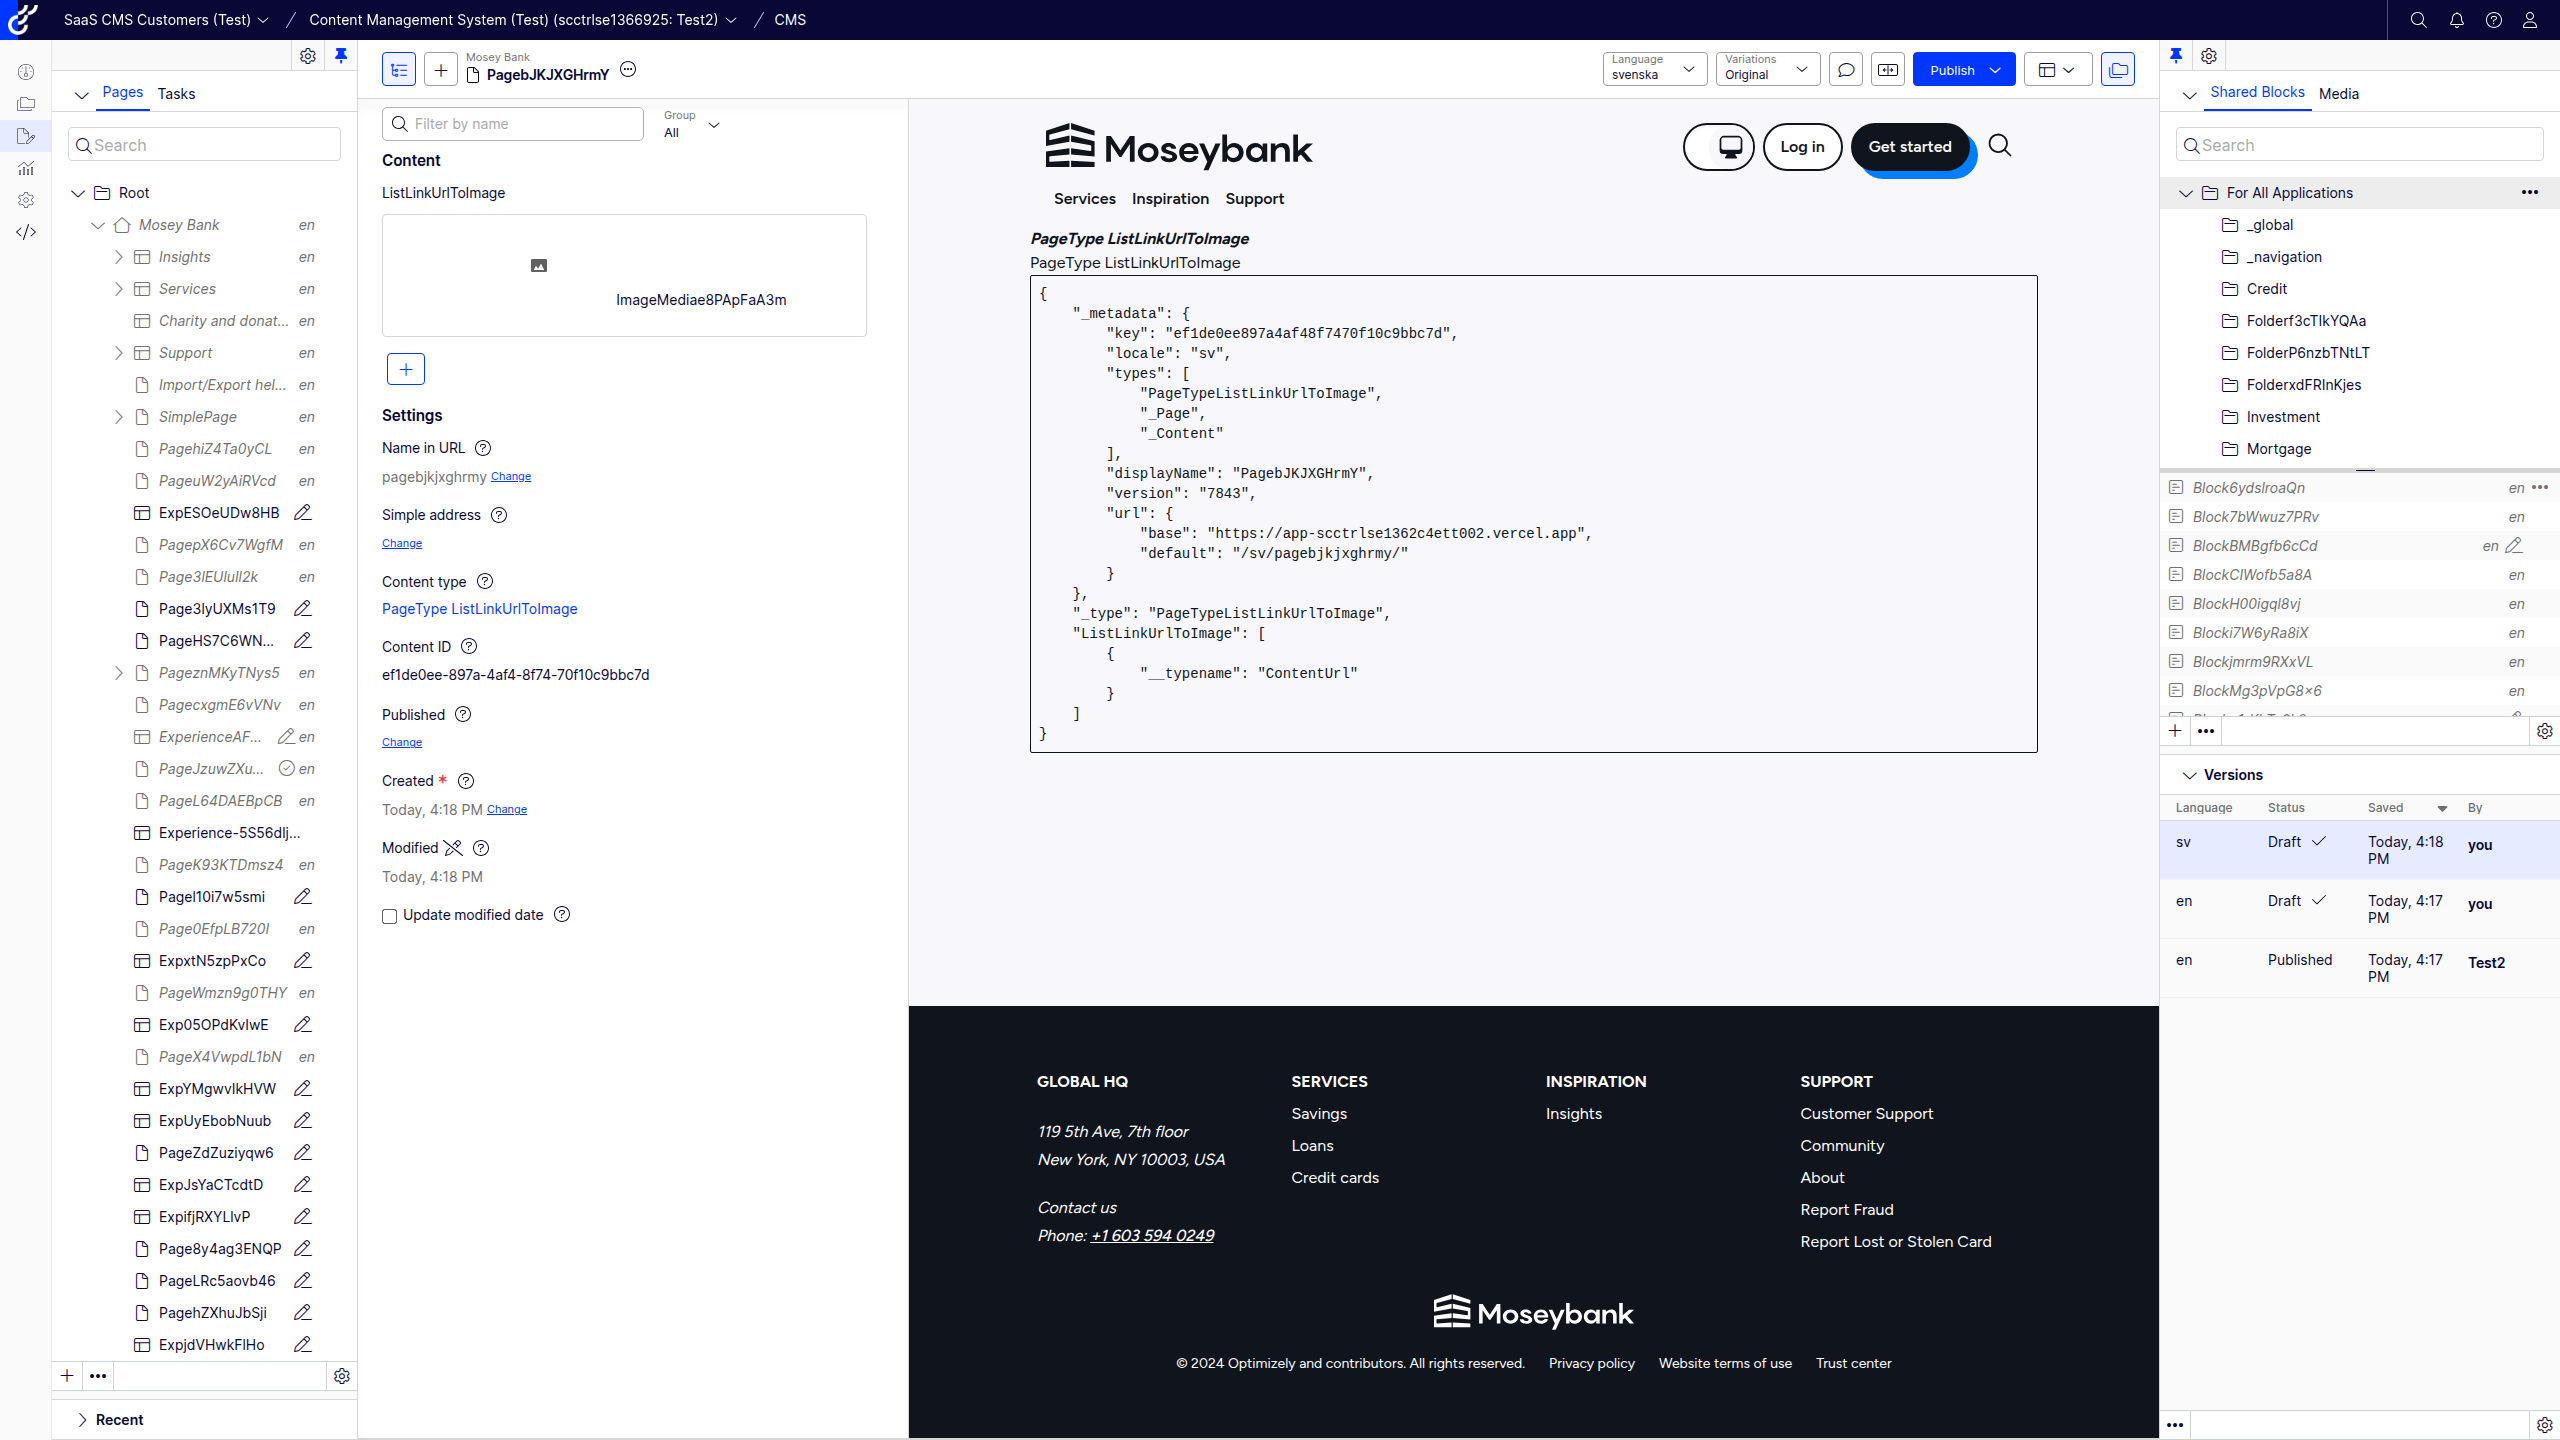 SaaS CMS Customers (Test)
Content Management System (Test) (scctrlse1366925: Test2)
CMS
Pages
Tasks
Search
Root
Mosey Bank en
Insights en
Services en
Charity and donat... en
Support en
Import/Export hel... en
SimplePage en
PagehiZ4Ta0yCL en
PageuW2yAiRVcd en
ExpESOeUDw8HB
PagepX6Cv7WgfM en
Page3lEUIull2k en
Page3lyUXMs1T9
PageHS7C6WN...
PageznMKyTNys5 en
PagecxgmE6vVNv en
ExperienceAF... en
PageJzuwZXu... en
PageL64DAEBpCB en
Experience-5S56dlj...
PageK93KTDmsz4 en
Pagel10i7w5smi
Page0EfpLB720l en
ExpxtN5zpPxCo
PageWmzn9g0THY en
Exp05OPdKvlwE
PageX4VwpdL1bN en
ExpYMgwvlkHVW
ExpUyEbobNuub
PageZdZuziyqw6
ExpJsYaCTcdtD
ExpifjRXYLlvP
Page8y4ag3ENQP
PageLRc5aovb46
PagehZXhuJbSji
ExpjdVHwkFlHo
Recent
Mosey Bank
PagebJKJXGHrmY
Language
svenska
Variations
Original
Publish
Filter by name
Group
All
Content
ListLinkUrlToImage
ImageMediae8PApFaA3m
Settings
Name in URL
pagebjkjxghrmy Change
Simple address
Change
Content type
PageType ListLinkUrlToImage
Content ID
ef1de0ee-897a-4af4-8f74-70f10c9bbc7d
Published
Change
Created *
Today, 4:18 PM Change
Modified
Today, 4:18 PM
Update modified date
Moseybank
Log in
Get started
Services Inspiration Support
PageType ListLinkUrlToImage
PageType ListLinkUrlToImage
{
"_metadata": {
"key": "ef1de0ee897a4af48f7470f10c9bbc7d",
"locale": "sv",
"types": [
"PageTypeListLinkUrlToImage",
"_Page",
"_Content"
],
"displayName": "PagebJKJXGHrmY",
"version": "7843",
"url": {
"base": "https://app-scctrlse1362c4ett002.vercel.app",
"default": "/sv/pagebjkjxghrmy/"
}
},
"_type": "PageTypeListLinkUrlToImage",
"ListLinkUrlToImage": [
{
"__typename": "ContentUrl"
}
]
}
GLOBAL HQ
119 5th Ave, 7th floor
New York, NY 10003, USA
Contact us
Phone: +1 603 594 0249
SERVICES
Savings
Loans
Credit cards
INSPIRATION
Insights
SUPPORT
Customer Support
Community
About
Report Fraud
Report Lost or Stolen Card
Moseybank
© 2024 Optimizely and contributors. All rights reserved. Privacy policy Website terms of use Trust center
Shared Blocks
Media
Search
For All Applications
_global
_navigation
Credit
Folderf3cTlkYQAa
FolderP6nzbTNtLT
FolderxdFRlnKjes
Investment
Mortgage
Block6ydslroaQn en
Block7bWwuz7PRv en
BlockBMBgfb6cCd en
BlockClWofb5a8A en
BlockH00igql8vj en
Blocki7W6yRa8iX en
Blockjmrm9RXxVL en
BlockMg3pVpG8x6 en
Versions
Language Status Saved By
sv Draft Today, 4:18 PM you
en Draft Today, 4:17 PM you
en Published Today, 4:17 PM Test2